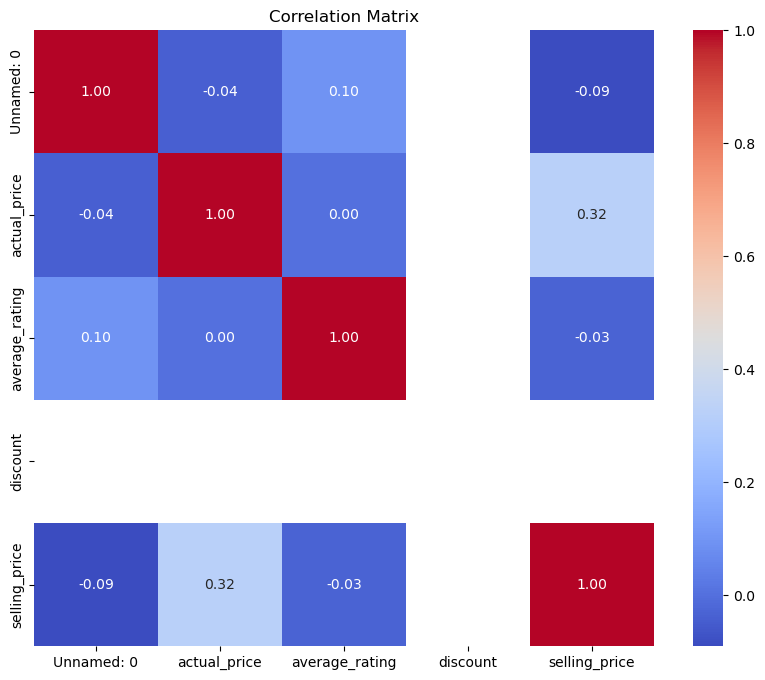 Correlation Matrix
Unnamed: 0
1.00 -0.04 0.10 -0.09
actual_price
-0.04 1.00 0.00 0.32
average_rating
0.10 0.00 1.00 -0.03
discount
selling_price
-0.09 0.32 -0.03 1.00
Unnamed: 0 actual_price average_rating discount selling_price
1.0
0.8
0.6
0.4
0.2
0.0